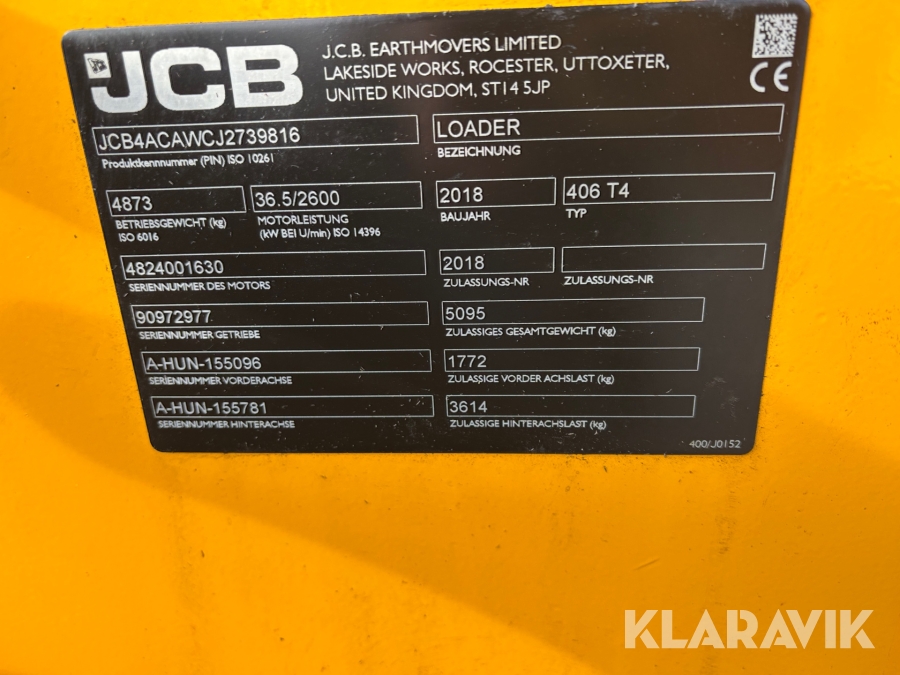 JCB
J.C.B. EARTHMOVERS LIMITED
LAKESIDE WORKS, ROCESTER, UTTOXETER,
UNITED KINGDOM, ST14 5JP
CE
JCB4ACAWCJ2739816
Produktkennnummer (PIN) ISO 10261
LOADER
BEZEICHNUNG
4873
BETRIEBSGEWICHT (kg)
ISO 6016
36.5/2600
MOTORLEISTUNG
(kW BEI U/min) ISO 14396
2018
BAUJAHR
406 T4
TYP
4824001630
SERIENNUMMER DES MOTORS
2018
ZULASSUNGS-NR
ZULASSUNGS-NR
90972977
SERIENNUMMER GETRIEBE
5095
ZULASSIGES GESAMTGEWICHT (kg)
A-HUN-155096
SERIENNUMMER VORDERACHSE
1772
ZULASSIGE VORDER ACHSLAST (kg)
A-HUN-155781
SERIENNUMMER HINTERACHSE
3614
ZULASSIGE HINTERACHSLAST (kg)
400/J0152
KLARAVIK